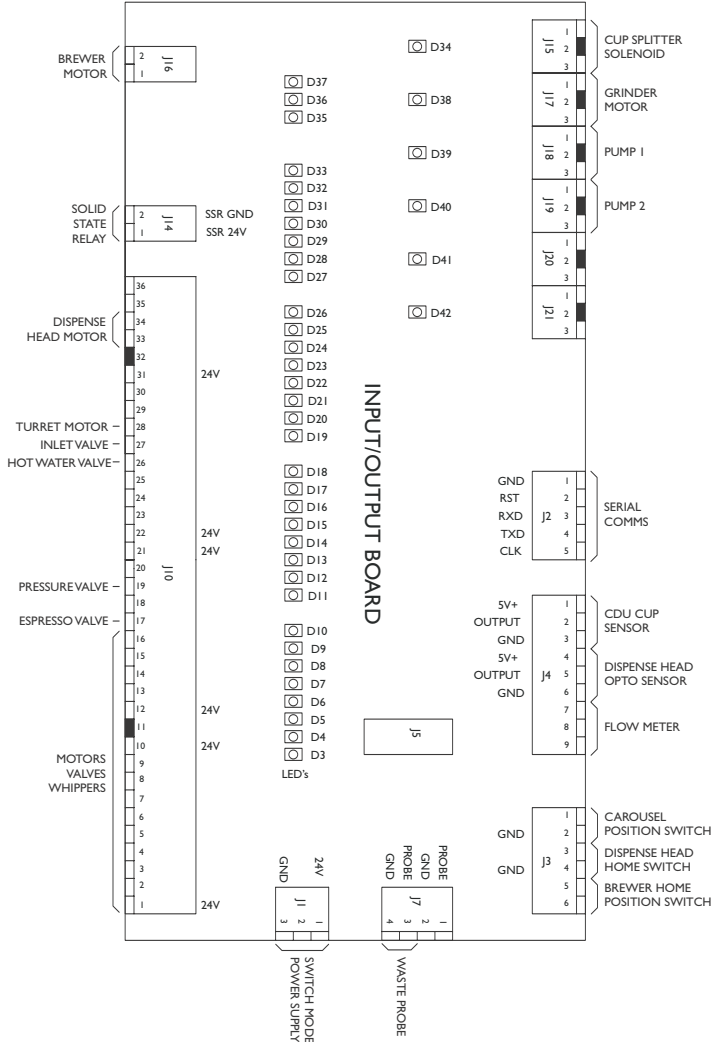 BREWER
MOTOR
2
1
J16
SOLID
STATE
RELAY
2
1
J14
SSR GND
SSR 24V
DISPENSE
HEAD MOTOR
TURRET MOTOR
INLET VALVE
HOT WATER VALVE
PRESSURE VALVE
ESPRESSO VALVE
MOTORS
VALVES
WHIPPERS
36
35
34
33
32
31 24V
30
29
28
27
26
25
24
23
22 24V
21 24V
20
19
18
17
16
15
14
13
12 24V
11
10 24V
9
8
7
6
5
4
3
2
1 24V
J10
D37
D36
D35
D33
D32
D31
D30
D29
D28
D27
D26
D25
D24
D23
D22
D21
D20
D19
D18
D17
D16
D15
D14
D13
D12
D11
D10
D9
D8
D7
D6
D5
D4
D3
LED's
D34
D38
D39
D40
D41
D42
INPUT/OUTPUT BOARD
J5
J15
1
2
3
CUP SPLITTER
SOLENOID
J17
1
2
3
GRINDER
MOTOR
J18
1
2
3
PUMP 1
J19
1
2
3
PUMP 2
J20
1
2
3
J21
1
2
3
GND 1
RST 2
RXD 3
TXD 4
CLK 5
J2
SERIAL
COMMS
5V+ 1
OUTPUT 2
GND 3
5V+ 4
OUTPUT 5
GND 6
7
8
9
J4
CDU CUP
SENSOR
DISPENSE HEAD
OPTO SENSOR
FLOW METER
1
GND 2
3
GND 4
5
6
J3
CAROUSEL
POSITION SWITCH
DISPENSE HEAD
HOME SWITCH
BREWER HOME
POSITION SWITCH
GND
24V
J1
3
2
1
SWITCH MODE
POWER SUPPLY
GND
PROBE
GND
PROBE
J7
4
3
2
1
WASTE PROBE